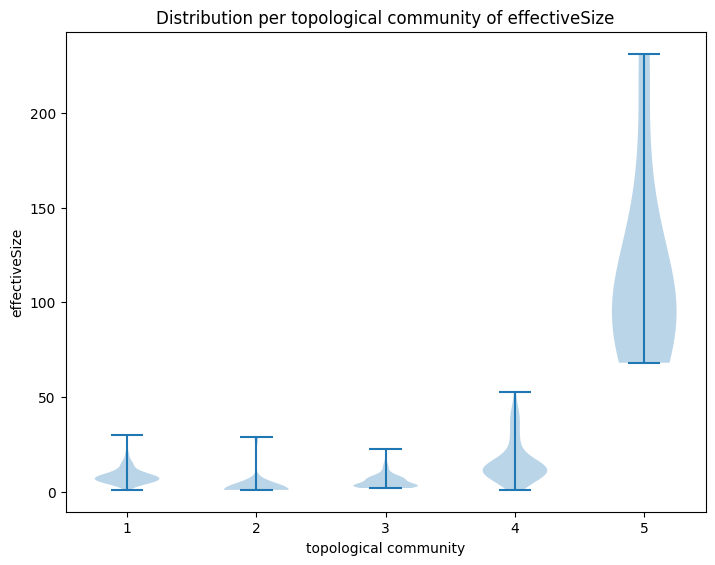 Distribution per topological community of effectiveSize
effectiveSize
200
150
100
50
0
1 2 3 4 5
topological community